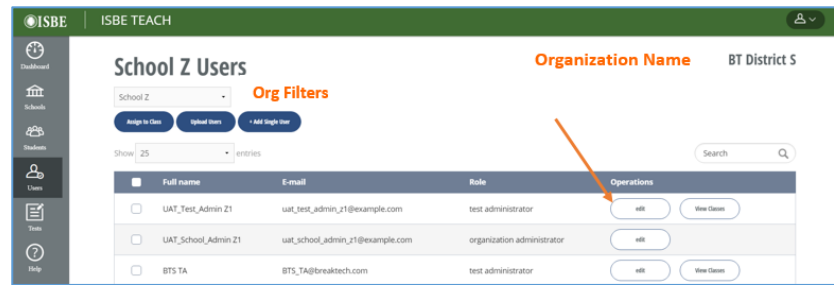 ISBE ISBE TEACH
Dashboard
Schools
Students
Users
Tests
Help
School Z Users
Organization Name
BT District S
School Z
Org Filters
Assign to Class Upload Users + Add Single User
Show 25 entries
Search
Full name E-mail Role Operations
UAT_Test_Admin Z1 uat_test_admin_z1@example.com test administrator edit View Classes
UAT_School_Admin Z1 uat_school_admin_z1@example.com organization administrator edit
BTS TA BTS_TA@breaktech.com test administrator edit View Classes